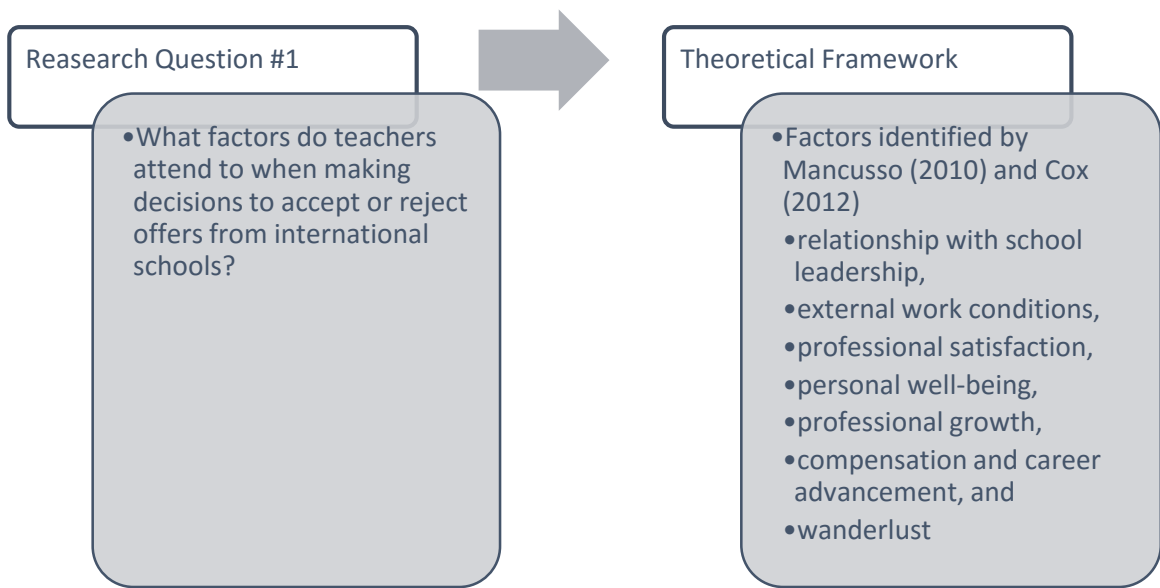 Reasearch Question #1
•What factors do teachers
attend to when making
decisions to accept or reject
offers from international
schools?
Theoretical Framework
•Factors identified by
Mancusso (2010) and Cox
(2012)
•relationship with school
leadership,
•external work conditions,
•professional satisfaction,
•personal well-being,
•professional growth,
•compensation and career
advancement, and
•wanderlust